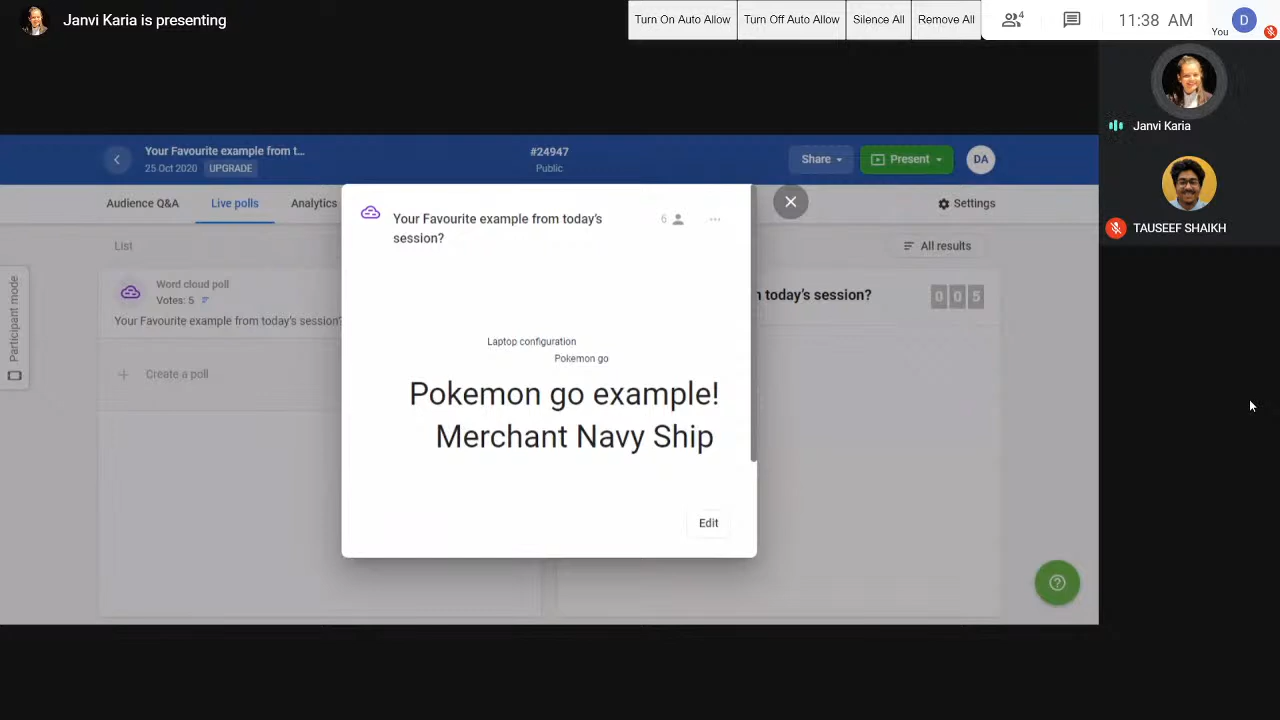 Janvi Karia is presenting
Turn On Auto Allow
Turn Off Auto Allow
Silence All
Remove All
4
11:38 AM
You
D
Janvi Karia
TAUSEEF SHAIKH
Your Favourite example from t...
25 Oct 2020
UPGRADE
#24947
Public
Share
Present
DA
Audience Q&A
Live polls
Analytics
Settings
List
All results
Participant mode
Word cloud poll
Votes: 5
Your Favourite example from today's session?
Create a poll
n today's session?
0 0 5
Your Favourite example from today's
session?
6
Laptop configuration
Pokemon go
Pokemon go example!
Merchant Navy Ship
Edit